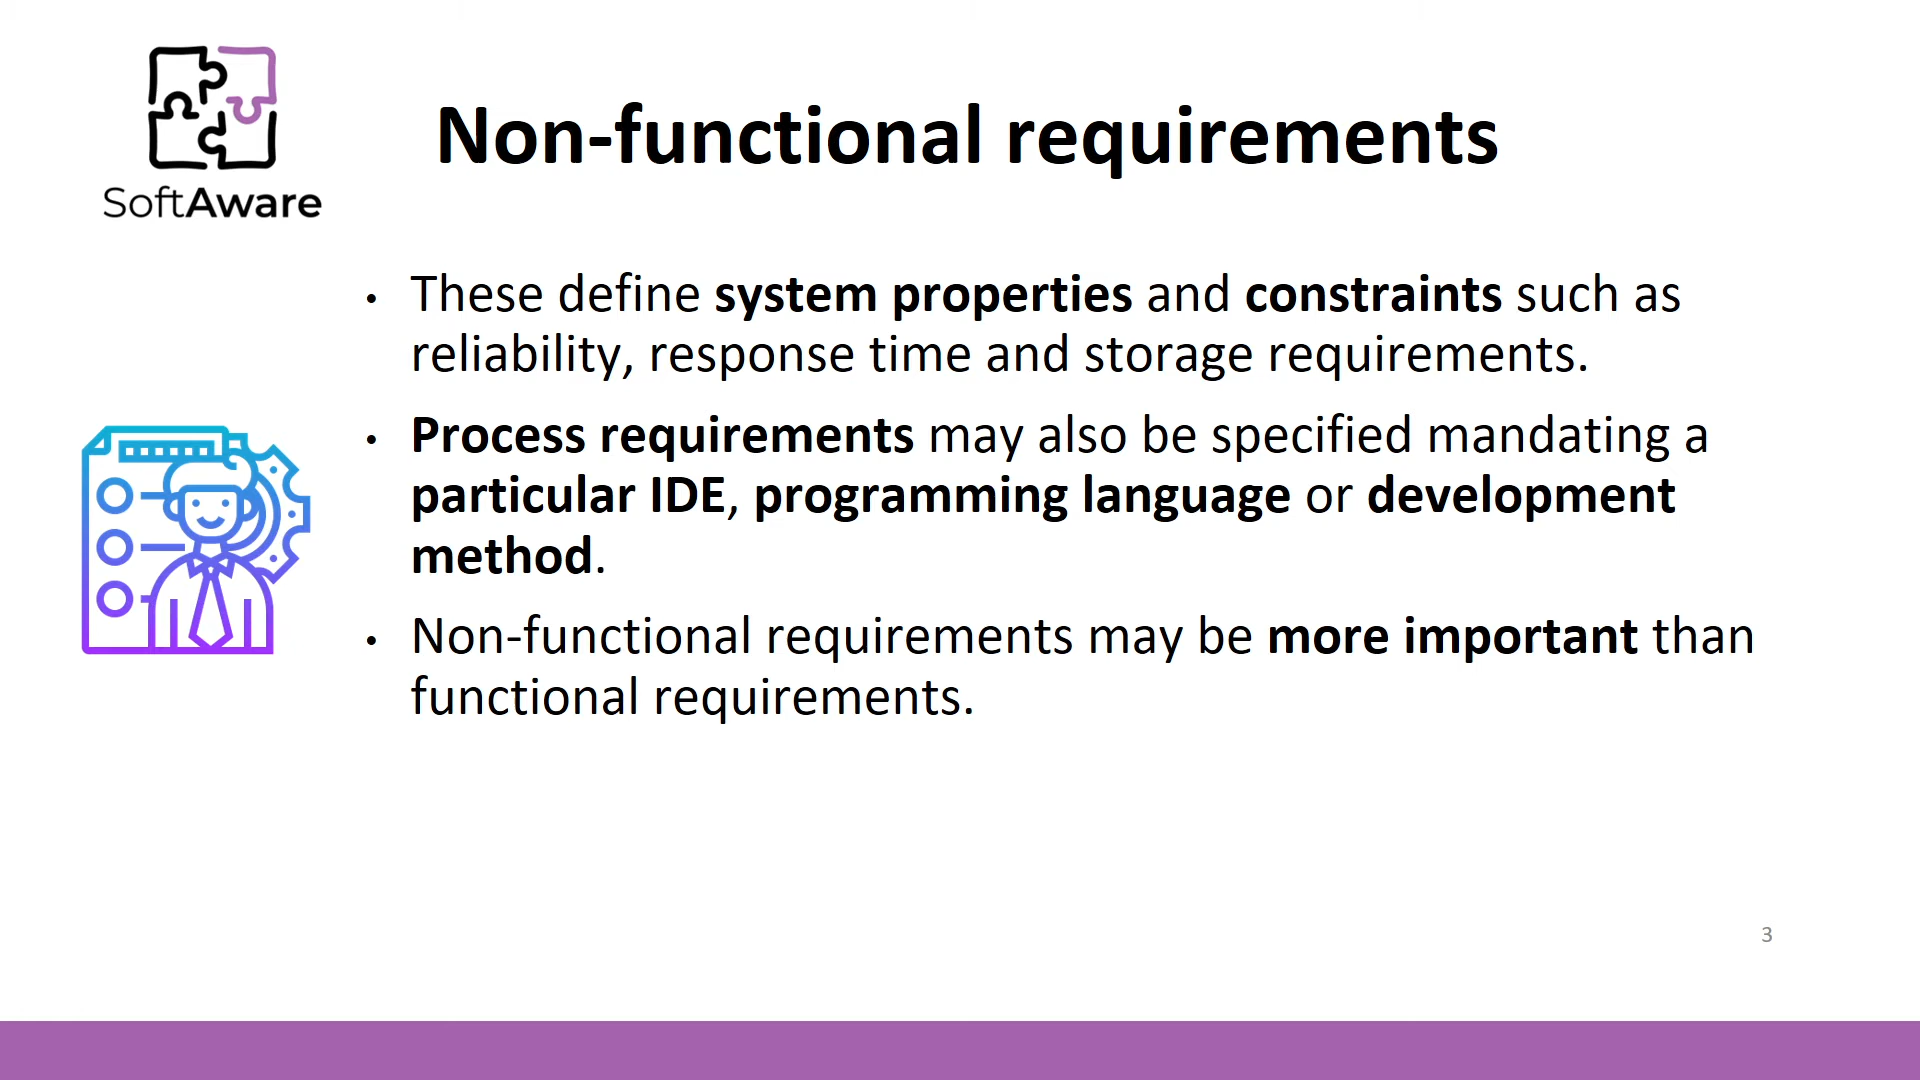 SoftAware
Non-functional requirements
• These define system properties and constraints such as
reliability, response time and storage requirements.
• Process requirements may also be specified mandating a
particular IDE, programming language or development
method.
• Non-functional requirements may be more important than
functional requirements.
3